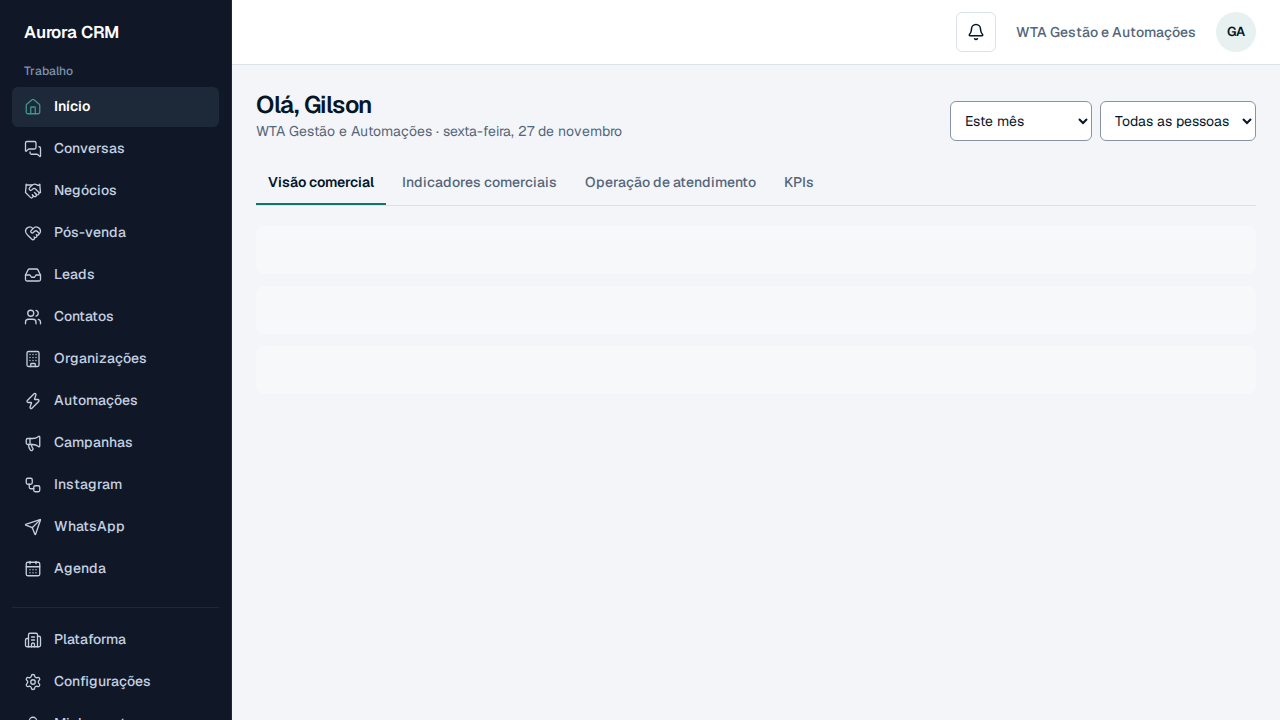 Aurora CRM
Trabalho
Início
Conversas
Negócios
Pós-venda
Leads
Contatos
Organizações
Automações
Campanhas
Instagram
WhatsApp
Agenda
Plataforma
Configurações
WTA Gestão e Automações
GA
Olá, Gilson
WTA Gestão e Automações · sexta-feira, 27 de novembro
Este mês
Todas as pessoas
Visão comercial
Indicadores comerciais
Operação de atendimento
KPIs